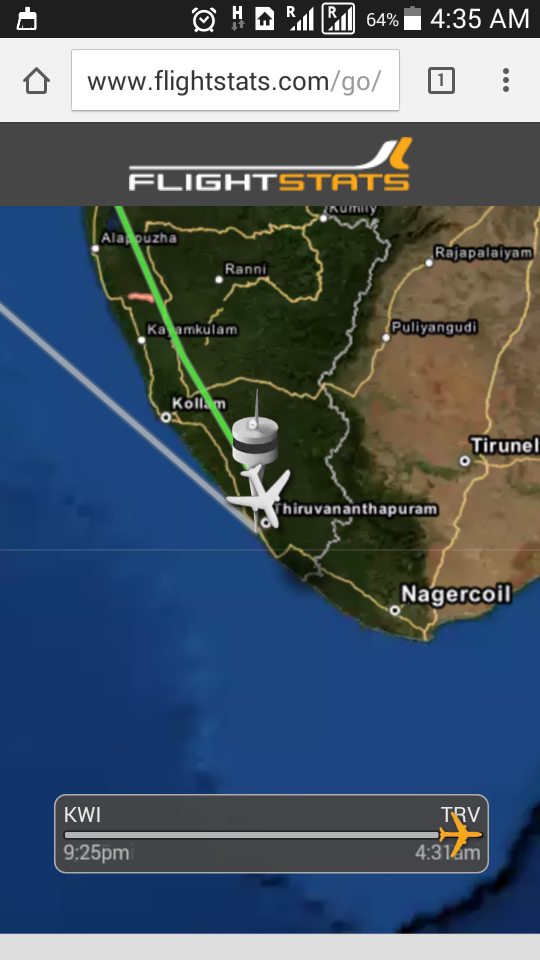 H R R 64% 4:35 AM
www.flightstats.com/go/ 1
FLIGHTSTATS
Kumily
Alappuzha
Rajapalaiyam
Ranni
Kayamkulam
Puliyangudi
Kollam
Tirunel
Thiruvananthapuram
Nagercoil
KWI TRV
9:25pm 4:31am